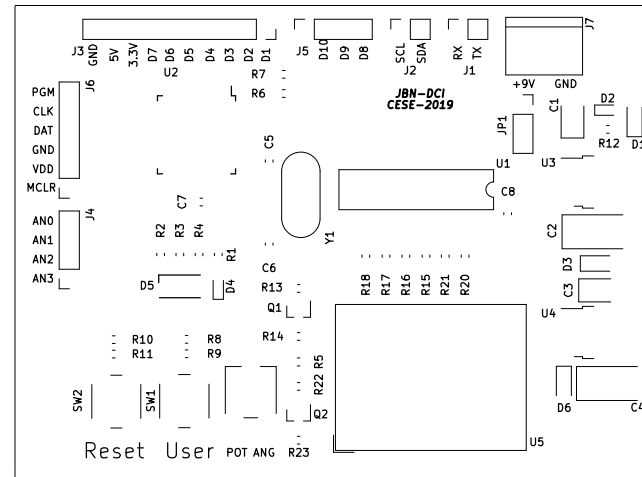 J3
GND
5V
3.3V
D7
D6
D5
D4
D3
D2
D1
J5
D10
D9
D8
SCL
SDA
J2
RX
TX
J1
J7
+9V GND
U2
R7
R6
JBN-DCI
CESE-2019
J6
PGM
CLK
DAT
GND
VDD
MCLR
JP1
C1
D2
R12
D1
U1
U3
C5
C7
C8
J4
AN0
AN1
AN2
AN3
R2
R3
R4
R1
Y1
C2
D5
D4
C6
R13
R18
R17
R16
R15
R21
R20
D3
C3
Q1
U4
R10
R11
R8
R9
R14
R5
R22
SW2
SW1
Q2
D6
C4
Reset User POT ANG
R23
U5